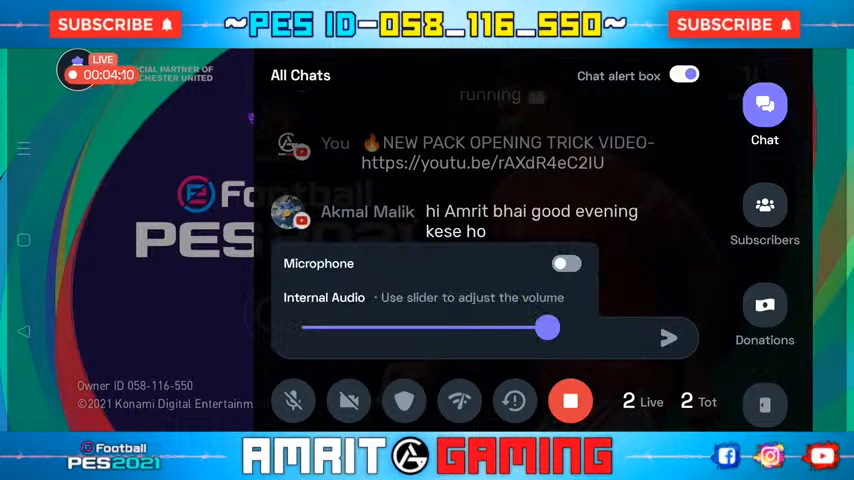 SUBSCRIBE
~PES ID-058_116_550~
SUBSCRIBE
LIVE
00:04:10
CIAL PARTNER OF
CHESTER UNITED
All Chats
Chat alert box
running
Chat
You 🔥NEW PACK OPENING TRICK VIDEO-
https://youtu.be/rAXdR4eC2IU
Akmal Malik hi Amrit bhai good evening
kese ho
Subscribers
eFootball
PES2021
Microphone
Internal Audio · Use slider to adjust the volume
Donations
Owner ID 058-116-550
©2021 Konami Digital Entertainm
2 Live 2 Tot
eFootball
PES2021
AMRIT GAMING